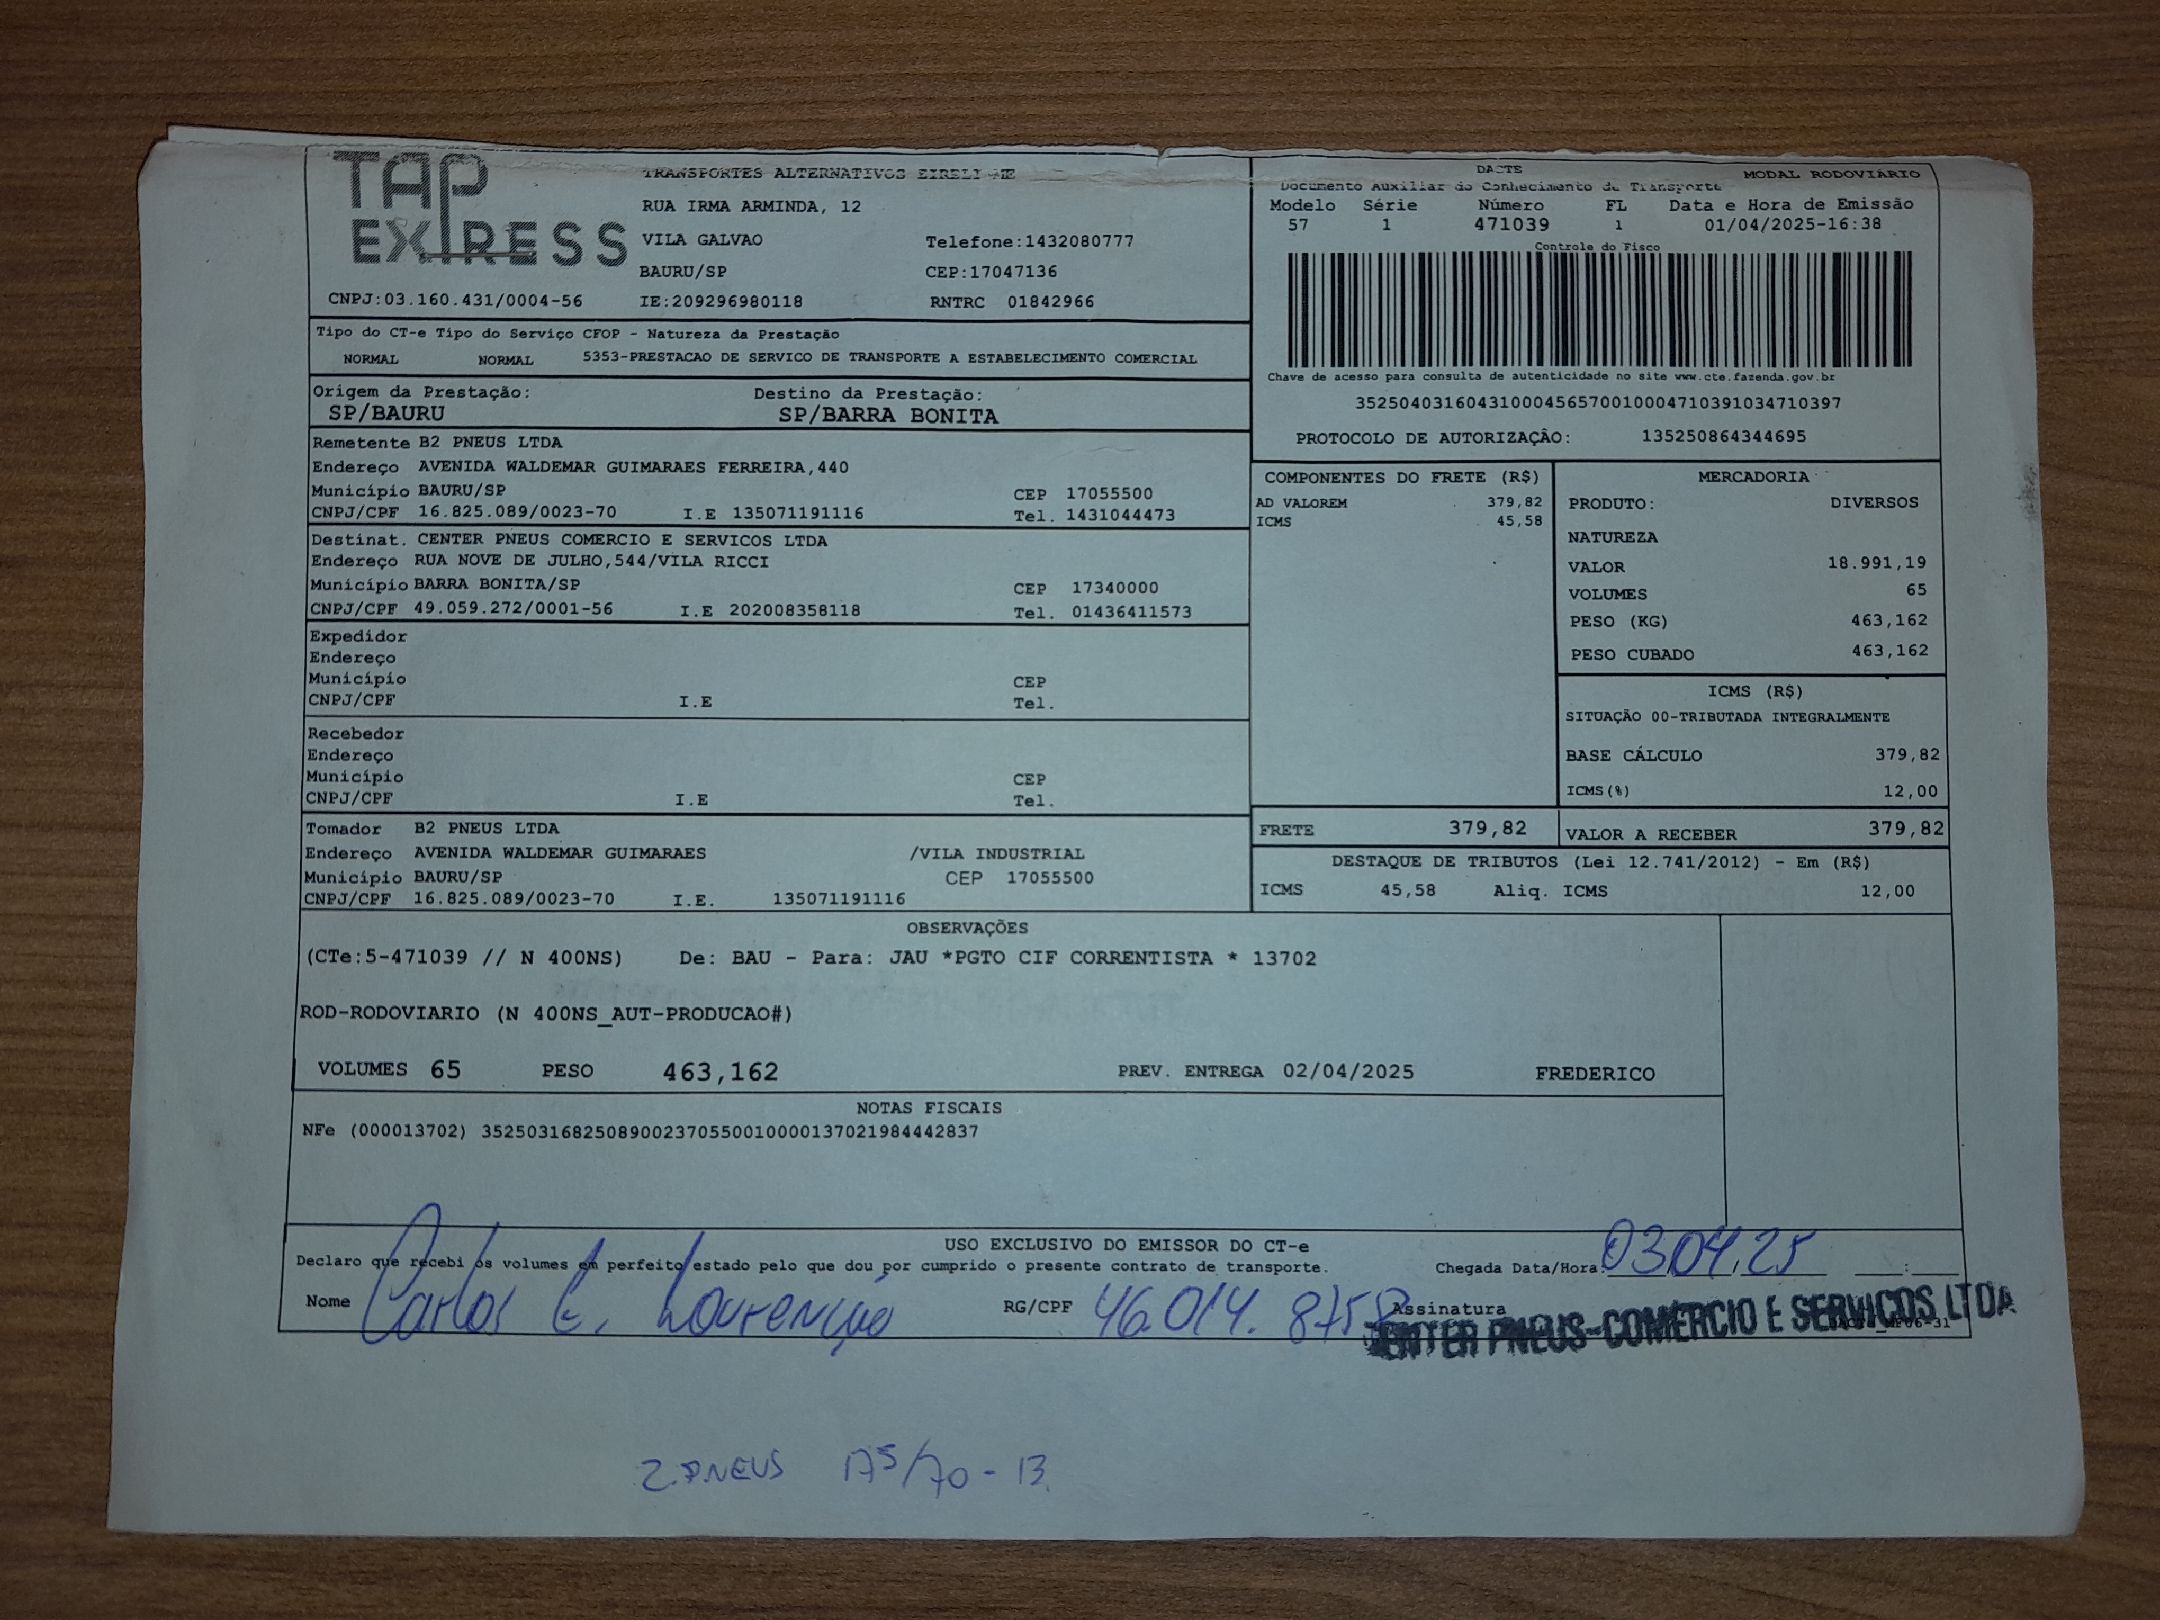 TAP EXPRESS
TRANSPORTES ALTERNATIVOS EIRELI ME
RUA IRMA ARMINDA, 12
VILA GALVAO Telefone:1432080777
BAURU/SP CEP:17047136
CNPJ:03.160.431/0004-56 IE:209296980118 RNTRC 01842966
DACTE MODAL RODOVIÁRIO
Documento Auxiliar do Conhecimento de Transporte
Modelo Série Número FL Data e Hora de Emissão
57 1 471039 1 01/04/2025-16:38
Controle do Fisco
Chave de acesso para consulta de autenticidade no site www.cte.fazenda.gov.br
35250403160431000456570010004710391034710397
PROTOCOLO DE AUTORIZAÇÃO: 135250864344695
Tipo do CT-e Tipo do Serviço CFOP - Natureza da Prestação
NORMAL NORMAL 5353-PRESTACAO DE SERVICO DE TRANSPORTE A ESTABELECIMENTO COMERCIAL
Origem da Prestação: Destino da Prestação:
SP/BAURU SP/BARRA BONITA
Remetente B2 PNEUS LTDA
Endereço AVENIDA WALDEMAR GUIMARAES FERREIRA,440
Município BAURU/SP CEP 17055500
CNPJ/CPF 16.825.089/0023-70 I.E 135071191116 Tel. 1431044473
Destinat. CENTER PNEUS COMERCIO E SERVICOS LTDA
Endereço RUA NOVE DE JULHO,544/VILA RICCI
Município BARRA BONITA/SP CEP 17340000
CNPJ/CPF 49.059.272/0001-56 I.E 202008358118 Tel. 01436411573
Expedidor
Endereço
Município CEP
CNPJ/CPF I.E Tel.
Recebedor
Endereço
Município CEP
CNPJ/CPF I.E Tel.
Tomador B2 PNEUS LTDA
Endereço AVENIDA WALDEMAR GUIMARAES /VILA INDUSTRIAL
Município BAURU/SP CEP 17055500
CNPJ/CPF 16.825.089/0023-70 I.E. 135071191116
COMPONENTES DO FRETE (R$)
AD VALOREM 379,82
ICMS 45,58
MERCADORIA
PRODUTO: DIVERSOS
NATUREZA
VALOR 18.991,19
VOLUMES 65
PESO (KG) 463,162
PESO CUBADO 463,162
ICMS (R$)
SITUAÇÃO 00-TRIBUTADA INTEGRALMENTE
BASE CÁLCULO 379,82
ICMS(%) 12,00
FRETE 379,82 VALOR A RECEBER 379,82
DESTAQUE DE TRIBUTOS (Lei 12.741/2012) - Em (R$)
ICMS 45,58 Aliq. ICMS 12,00
OBSERVAÇÕES
(CTe:5-471039 // N 400NS) De: BAU - Para: JAU *PGTO CIF CORRENTISTA * 13702
ROD-RODOVIARIO (N 400NS_AUT-PRODUCAO#)
VOLUMES 65 PESO 463,162 PREV. ENTREGA 02/04/2025 FREDERICO
NOTAS FISCAIS
NFe (000013702) 35250316825089002370550010000137021984442837
USO EXCLUSIVO DO EMISSOR DO CT-e
Declaro que recebi os volumes em perfeito estado pelo que dou por cumprido o presente contrato de transporte. Chegada Data/Hora: 03.04.25 :
Nome Carlos E. Lourenção RG/CPF 46.014.8758 Assinatura
CENTER PNEUS-COMÉRCIO E SERVIÇOS LTDA
2 PNEUS 175/70-13